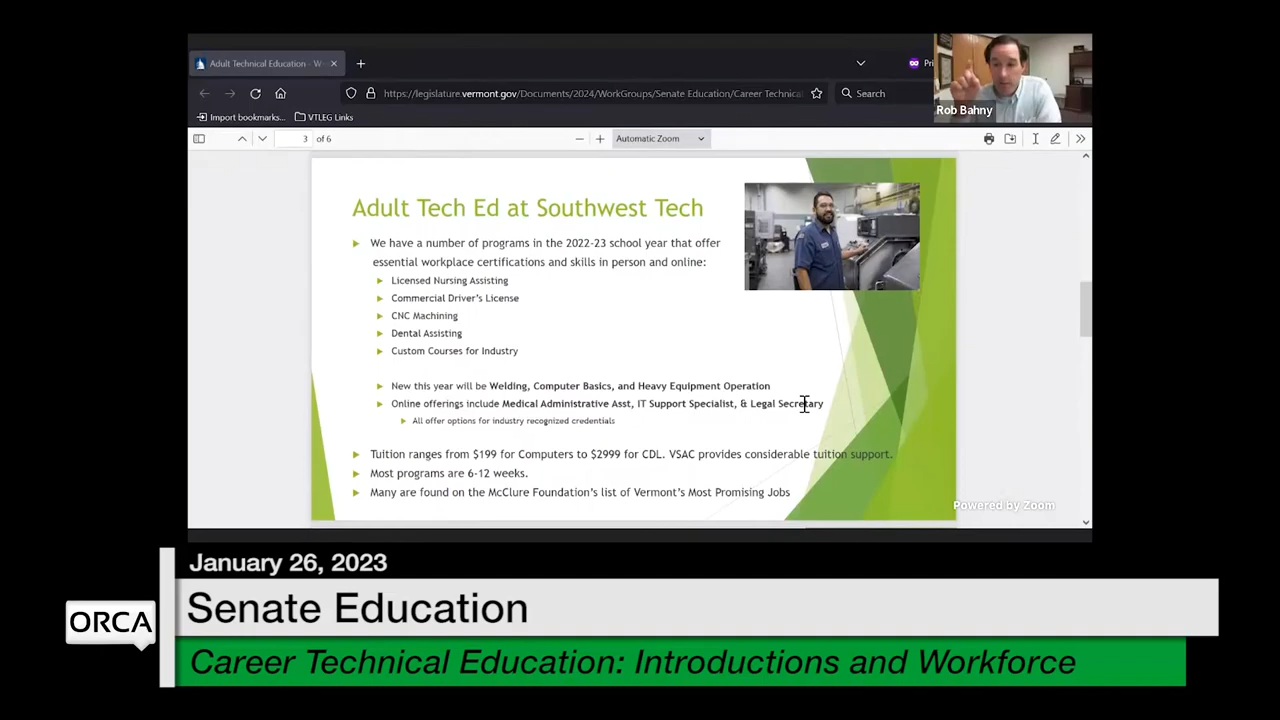 Adult Technical Education - W
Pri
https://legislature.vermont.gov/Documents/2024/WorkGroups/Senate Education/Career Technical
Search
Rob Bahny
Import bookmarks...
VTLEG Links
3 of 6
Automatic Zoom
Adult Tech Ed at Southwest Tech
We have a number of programs in the 2022-23 school year that offer
essential workplace certifications and skills in person and online:
Licensed Nursing Assisting
Commercial Driver's License
CNC Machining
Dental Assisting
Custom Courses for Industry
New this year will be Welding, Computer Basics, and Heavy Equipment Operation
Online offerings include Medical Administrative Asst, IT Support Specialist, & Legal Secretary
All offer options for industry recognized credentials
Tuition ranges from $199 for Computers to $2999 for CDL. VSAC provides considerable tuition support.
Most programs are 6-12 weeks.
Many are found on the McClure Foundation's list of Vermont's Most Promising Jobs
Powered by Zoom
January 26, 2023
ORCA
Senate Education
Career Technical Education: Introductions and Workforce